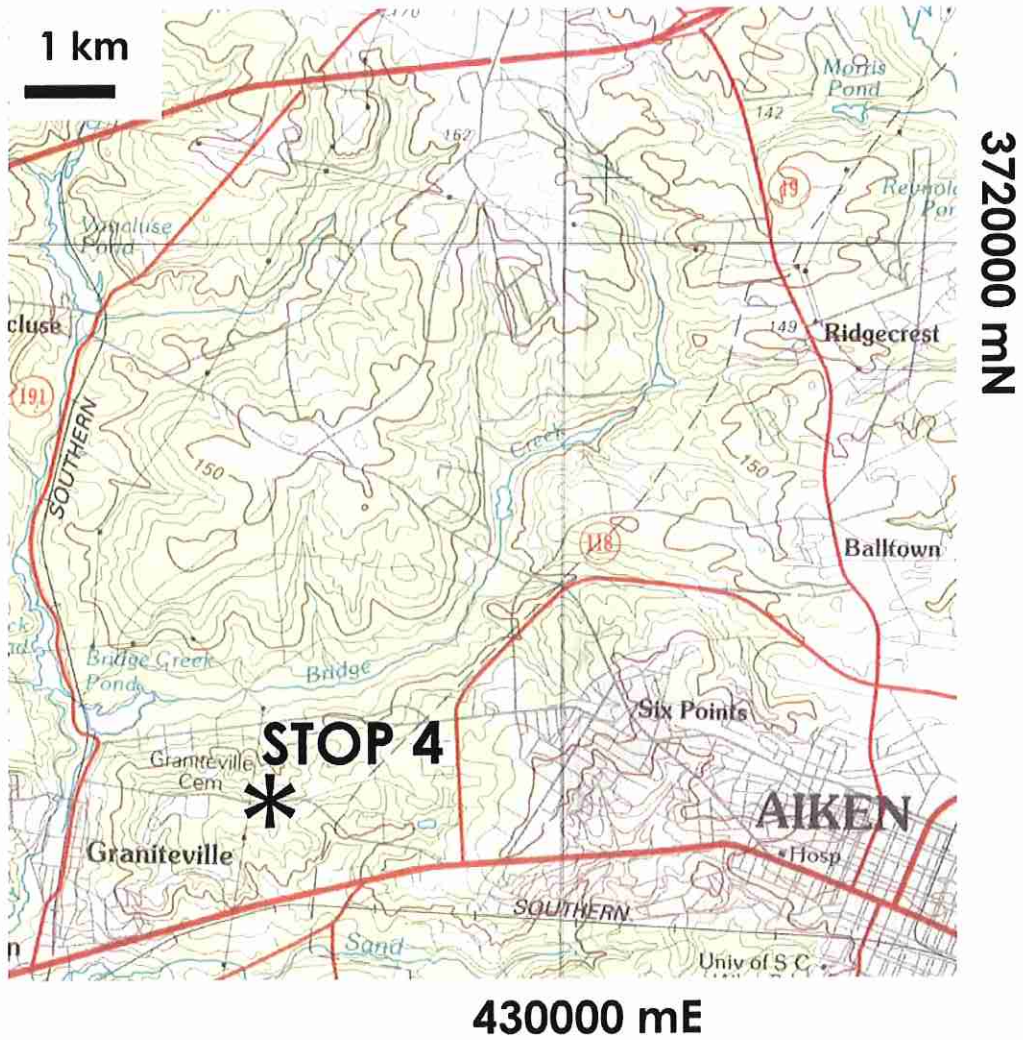 1 km
170
Morris
Pond
142
162
19
Vaucluse
Pond
3720000 mN
cluse
149
Ridgecrest
191
SOUTHERN
Creek
150
150
118
Balltown
Bridge Creek
Pond
Bridge
Six Points
STOP 4
Graniteville
Cem
AIKEN
Graniteville
Hosp
SOUTHERN
Sand
Univ of S C
430000 mE